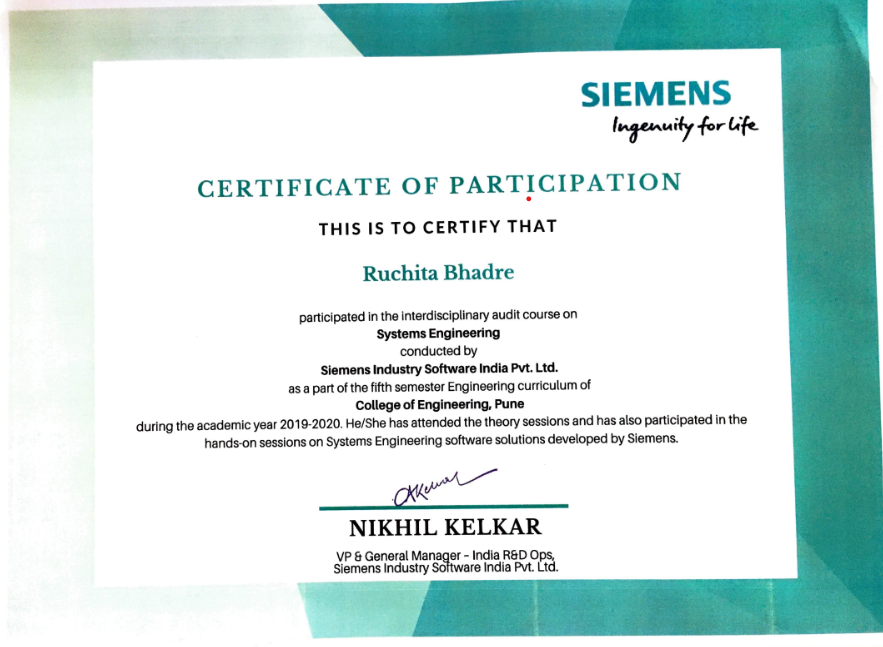 SIEMENS
Ingenuity for life
CERTIFICATE OF PARTICIPATION
THIS IS TO CERTIFY THAT
Ruchita Bhadre
participated in the interdisciplinary audit course on
Systems Engineering
conducted by
Siemens Industry Software India Pvt. Ltd.
as a part of the fifth semester Engineering curriculum of
College of Engineering, Pune
during the academic year 2019-2020. He/She has attended the theory sessions and has also participated in the
hands-on sessions on Systems Engineering software solutions developed by Siemens.
NIKHIL KELKAR
VP & General Manager – India R&D Ops,
Siemens Industry Software India Pvt. Ltd.